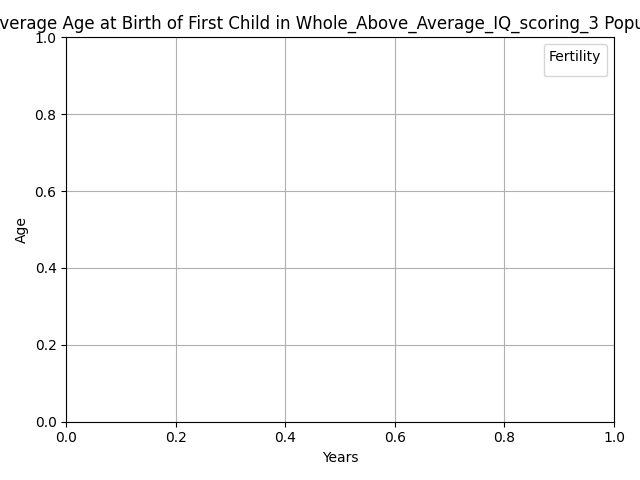 verage Age at Birth of First Child in Whole_Above_Average_IQ_scoring_3 Popu
Fertility
1.0
0.8
0.6
0.4
0.2
0.0
Age
0.0 0.2 0.4 0.6 0.8 1.0
Years